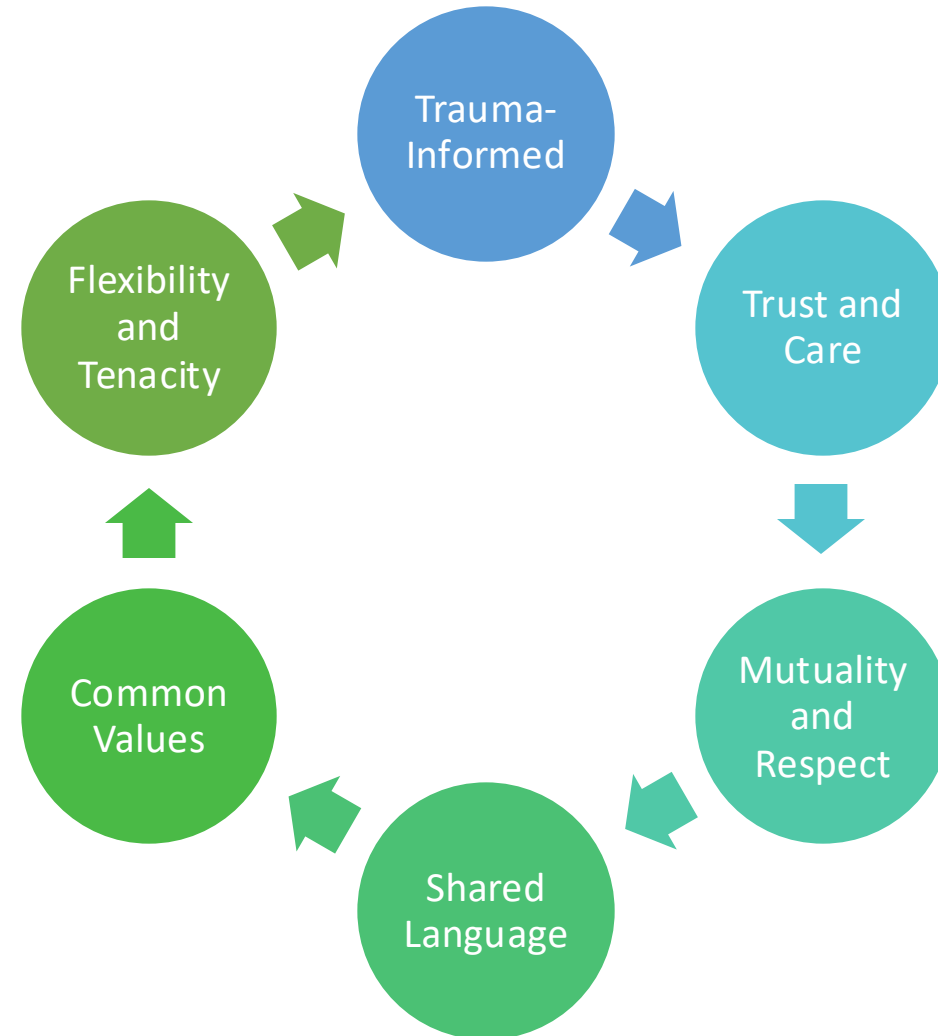 Trauma-
Informed
Trust and
Care
Mutuality
and
Respect
Shared
Language
Common
Values
Flexibility
and
Tenacity